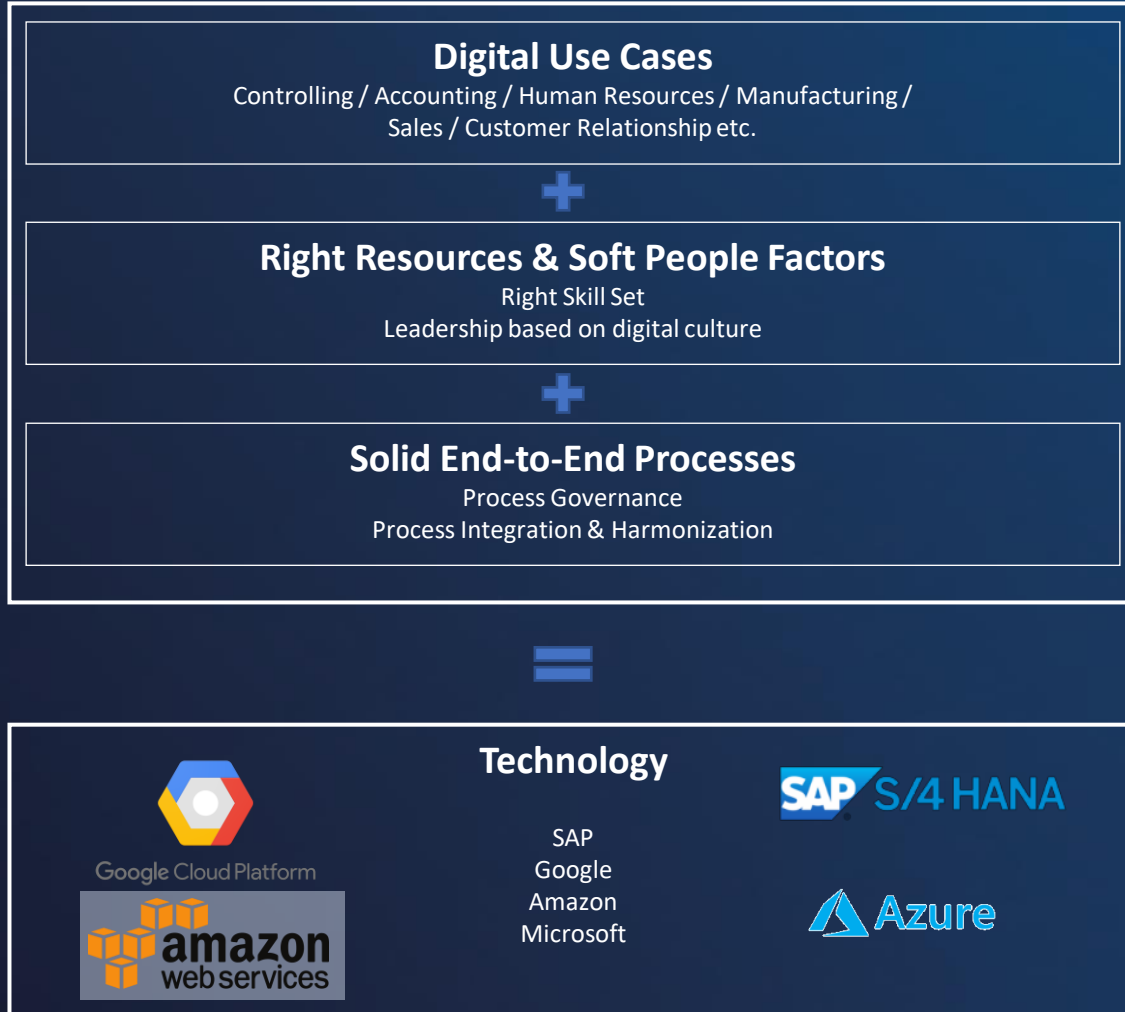 Digital Use Cases
Controlling / Accounting / Human Resources / Manufacturing /
Sales / Customer Relationship etc.
Right Resources & Soft People Factors
Right Skill Set
Leadership based on digital culture
Solid End-to-End Processes
Process Governance
Process Integration & Harmonization
Technology
Google Cloud Platform
amazon
web services
SAP
Google
Amazon
Microsoft
SAP S/4 HANA
Azure